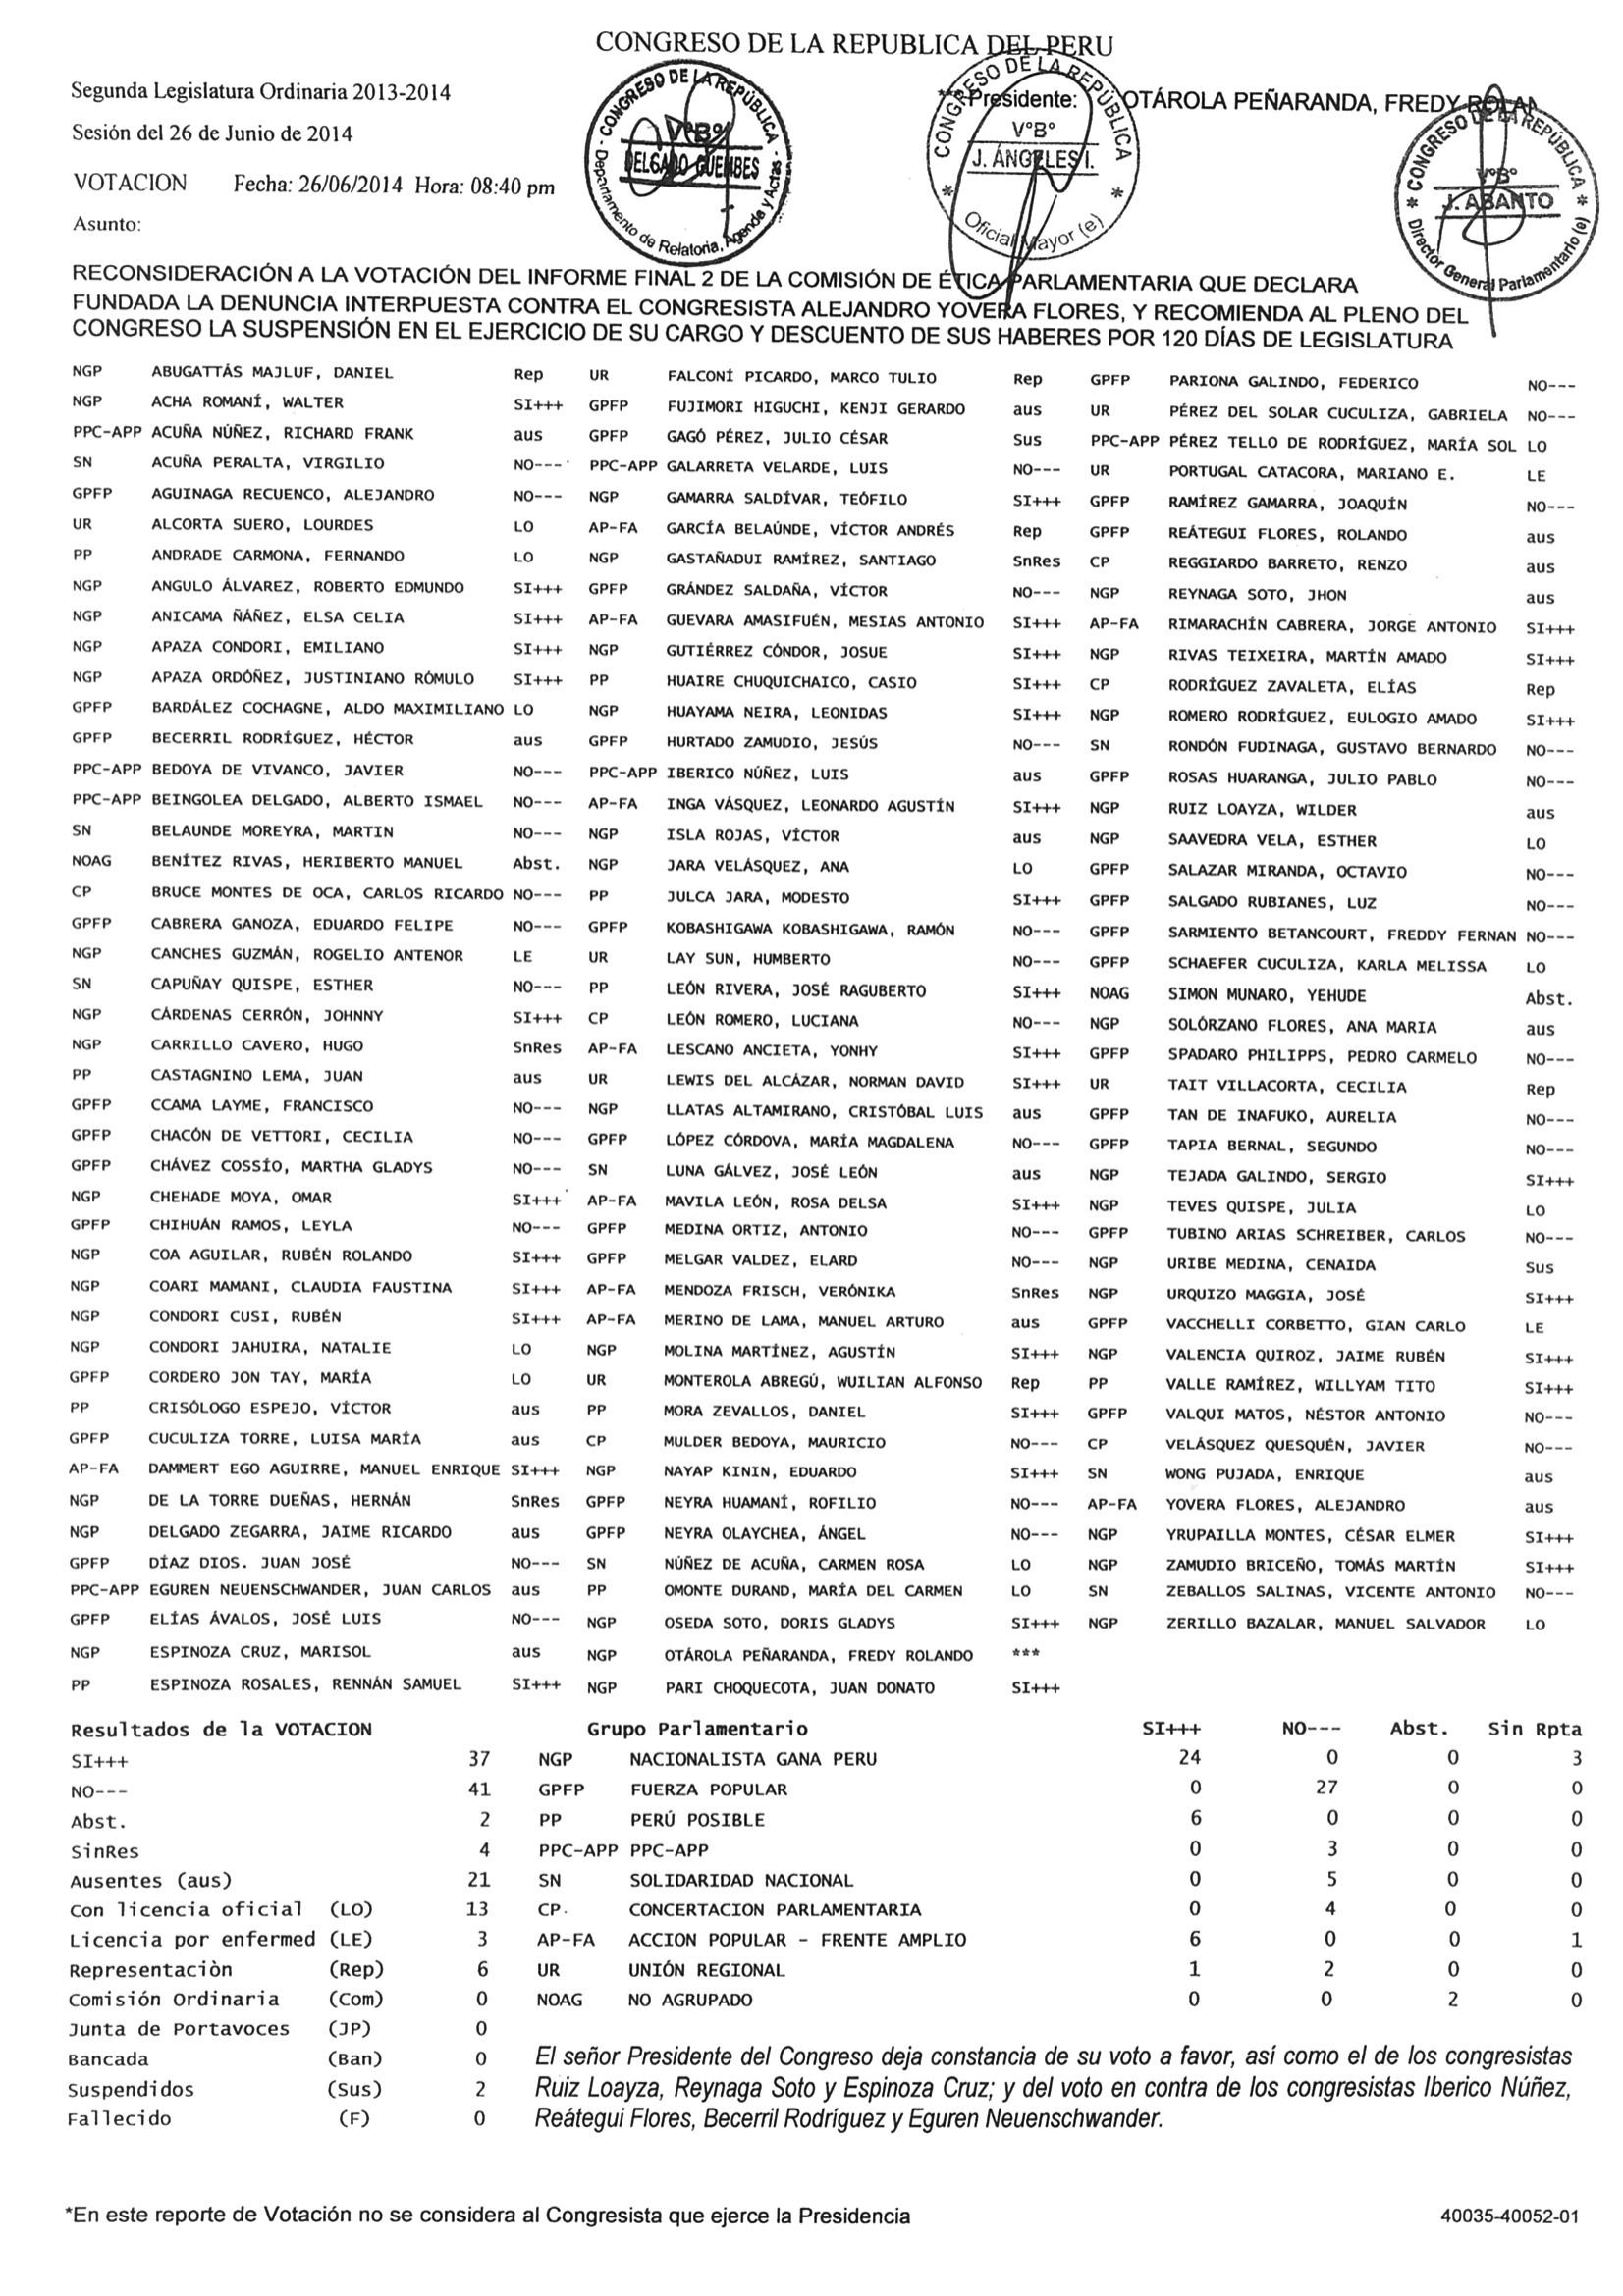 CONGRESO DE LA REPUBLICA DEL PERU
Segunda Legislatura Ordinaria 2013-2014
***Presidente: OTÁROLA PEÑARANDA, FREDY ROLAN
Sesión del 26 de Junio de 2014
VOTACION Fecha: 26/06/2014 Hora: 08:40 pm
Asunto:
CONGRESO DE LA REPÚBLICA - Departamento de Relatoria, Agenda y Actas
V°B°
DELGADO GUEMBES
CONGRESO DE LA REPÚBLICA * Oficial Mayor (e) *
V°B°
J. ÁNGELES I.
* CONGRESO DE LA REPÚBLICA * Director General Parlamentario (e)
V°B°
J. ABANTO
RECONSIDERACIÓN A LA VOTACIÓN DEL INFORME FINAL 2 DE LA COMISIÓN DE ÉTICA PARLAMENTARIA QUE DECLARA
FUNDADA LA DENUNCIA INTERPUESTA CONTRA EL CONGRESISTA ALEJANDRO YOVERA FLORES, Y RECOMIENDA AL PLENO DEL
CONGRESO LA SUSPENSIÓN EN EL EJERCICIO DE SU CARGO Y DESCUENTO DE SUS HABERES POR 120 DÍAS DE LEGISLATURA
NGP ABUGATTÁS MAJLUF, DANIEL Rep UR FALCONÍ PICARDO, MARCO TULIO Rep GPFP PARIONA GALINDO, FEDERICO NO---
NGP ACHA ROMANÍ, WALTER SI+++ GPFP FUJIMORI HIGUCHI, KENJI GERARDO aus UR PÉREZ DEL SOLAR CUCULIZA, GABRIELA NO---
PPC-APP ACUÑA NÚÑEZ, RICHARD FRANK aus GPFP GAGÓ PÉREZ, JULIO CÉSAR Sus PPC-APP PÉREZ TELLO DE RODRÍGUEZ, MARÍA SOL LO
SN ACUÑA PERALTA, VIRGILIO NO--- PPC-APP GALARRETA VELARDE, LUIS NO--- UR PORTUGAL CATACORA, MARIANO E. LE
GPFP AGUINAGA RECUENCO, ALEJANDRO NO--- NGP GAMARRA SALDÍVAR, TEÓFILO SI+++ GPFP RAMÍREZ GAMARRA, JOAQUÍN NO---
UR ALCORTA SUERO, LOURDES LO AP-FA GARCÍA BELAÚNDE, VÍCTOR ANDRÉS Rep GPFP REÁTEGUI FLORES, ROLANDO aus
PP ANDRADE CARMONA, FERNANDO LO NGP GASTAÑADUI RAMÍREZ, SANTIAGO SnRes CP REGGIARDO BARRETO, RENZO aus
NGP ANGULO ÁLVAREZ, ROBERTO EDMUNDO SI+++ GPFP GRÁNDEZ SALDAÑA, VÍCTOR NO--- NGP REYNAGA SOTO, JHON aus
NGP ANICAMA ÑÁÑEZ, ELSA CELIA SI+++ AP-FA GUEVARA AMASIFUÉN, MESIAS ANTONIO SI+++ AP-FA RIMARACHÍN CABRERA, JORGE ANTONIO SI+++
NGP APAZA CONDORI, EMILIANO SI+++ NGP GUTIÉRREZ CÓNDOR, JOSUE SI+++ NGP RIVAS TEIXEIRA, MARTÍN AMADO SI+++
NGP APAZA ORDÓÑEZ, JUSTINIANO RÓMULO SI+++ PP HUAIRE CHUQUICHAICO, CASIO SI+++ CP RODRÍGUEZ ZAVALETA, ELÍAS Rep
GPFP BARDÁLEZ COCHAGNE, ALDO MAXIMILIANO LO NGP HUAYAMA NEIRA, LEONIDAS SI+++ NGP ROMERO RODRÍGUEZ, EULOGIO AMADO SI+++
GPFP BECERRIL RODRÍGUEZ, HÉCTOR aus GPFP HURTADO ZAMUDIO, JESÚS NO--- SN RONDÓN FUDINAGA, GUSTAVO BERNARDO NO---
PPC-APP BEDOYA DE VIVANCO, JAVIER NO--- PPC-APP IBERICO NÚÑEZ, LUIS aus GPFP ROSAS HUARANGA, JULIO PABLO NO---
PPC-APP BEINGOLEA DELGADO, ALBERTO ISMAEL NO--- AP-FA INGA VÁSQUEZ, LEONARDO AGUSTÍN SI+++ NGP RUIZ LOAYZA, WILDER aus
SN BELAUNDE MOREYRA, MARTIN NO--- NGP ISLA ROJAS, VÍCTOR aus NGP SAAVEDRA VELA, ESTHER LO
NOAG BENÍTEZ RIVAS, HERIBERTO MANUEL Abst. NGP JARA VELÁSQUEZ, ANA LO GPFP SALAZAR MIRANDA, OCTAVIO NO---
CP BRUCE MONTES DE OCA, CARLOS RICARDO NO--- PP JULCA JARA, MODESTO SI+++ GPFP SALGADO RUBIANES, LUZ NO---
GPFP CABRERA GANOZA, EDUARDO FELIPE NO--- GPFP KOBASHIGAWA KOBASHIGAWA, RAMÓN NO--- GPFP SARMIENTO BETANCOURT, FREDDY FERNAN NO---
NGP CANCHES GUZMÁN, ROGELIO ANTENOR LE UR LAY SUN, HUMBERTO NO--- GPFP SCHAEFER CUCULIZA, KARLA MELISSA LO
SN CAPUÑAY QUISPE, ESTHER NO--- PP LEÓN RIVERA, JOSÉ RAGUBERTO SI+++ NOAG SIMON MUNARO, YEHUDE Abst.
NGP CÁRDENAS CERRÓN, JOHNNY SI+++ CP LEÓN ROMERO, LUCIANA NO--- NGP SOLÓRZANO FLORES, ANA MARIA aus
NGP CARRILLO CAVERO, HUGO SnRes AP-FA LESCANO ANCIETA, YONHY SI+++ GPFP SPADARO PHILIPPS, PEDRO CARMELO NO---
PP CASTAGNINO LEMA, JUAN aus UR LEWIS DEL ALCÁZAR, NORMAN DAVID SI+++ UR TAIT VILLACORTA, CECILIA Rep
GPFP CCAMA LAYME, FRANCISCO NO--- NGP LLATAS ALTAMIRANO, CRISTÓBAL LUIS aus GPFP TAN DE INAFUKO, AURELIA NO---
GPFP CHACÓN DE VETTORI, CECILIA NO--- GPFP LÓPEZ CÓRDOVA, MARÍA MAGDALENA NO--- GPFP TAPIA BERNAL, SEGUNDO NO---
GPFP CHÁVEZ COSSÍO, MARTHA GLADYS NO--- SN LUNA GÁLVEZ, JOSÉ LEÓN aus NGP TEJADA GALINDO, SERGIO SI+++
NGP CHEHADE MOYA, OMAR SI+++ AP-FA MAVILA LEÓN, ROSA DELSA SI+++ NGP TEVES QUISPE, JULIA LO
GPFP CHIHUÁN RAMOS, LEYLA NO--- GPFP MEDINA ORTIZ, ANTONIO NO--- GPFP TUBINO ARIAS SCHREIBER, CARLOS NO---
NGP COA AGUILAR, RUBÉN ROLANDO SI+++ GPFP MELGAR VALDEZ, ELARD NO--- NGP URIBE MEDINA, CENAIDA Sus
NGP COARI MAMANI, CLAUDIA FAUSTINA SI+++ AP-FA MENDOZA FRISCH, VERÓNIKA SnRes NGP URQUIZO MAGGIA, JOSÉ SI+++
NGP CONDORI CUSI, RUBÉN SI+++ AP-FA MERINO DE LAMA, MANUEL ARTURO aus GPFP VACCHELLI CORBETTO, GIAN CARLO LE
NGP CONDORI JAHUIRA, NATALIE LO NGP MOLINA MARTÍNEZ, AGUSTÍN SI+++ NGP VALENCIA QUIROZ, JAIME RUBÉN SI+++
GPFP CORDERO JON TAY, MARÍA LO UR MONTEROLA ABREGÚ, WUILIAN ALFONSO Rep PP VALLE RAMÍREZ, WILLYAM TITO SI+++
PP CRISÓLOGO ESPEJO, VÍCTOR aus PP MORA ZEVALLOS, DANIEL SI+++ GPFP VALQUI MATOS, NÉSTOR ANTONIO NO---
GPFP CUCULIZA TORRE, LUISA MARÍA aus CP MULDER BEDOYA, MAURICIO NO--- CP VELÁSQUEZ QUESQUÉN, JAVIER NO---
AP-FA DAMMERT EGO AGUIRRE, MANUEL ENRIQUE SI+++ NGP NAYAP KININ, EDUARDO SI+++ SN WONG PUJADA, ENRIQUE aus
NGP DE LA TORRE DUEÑAS, HERNÁN SnRes GPFP NEYRA HUAMANÍ, ROFILIO NO--- AP-FA YOVERA FLORES, ALEJANDRO aus
NGP DELGADO ZEGARRA, JAIME RICARDO aus GPFP NEYRA OLAYCHEA, ÁNGEL NO--- NGP YRUPAILLA MONTES, CÉSAR ELMER SI+++
GPFP DÍAZ DIOS. JUAN JOSÉ NO--- SN NÚÑEZ DE ACUÑA, CARMEN ROSA LO NGP ZAMUDIO BRICEÑO, TOMÁS MARTÍN SI+++
PPC-APP EGUREN NEUENSCHWANDER, JUAN CARLOS aus PP OMONTE DURAND, MARÍA DEL CARMEN LO SN ZEBALLOS SALINAS, VICENTE ANTONIO NO---
GPFP ELÍAS ÁVALOS, JOSÉ LUIS NO--- NGP OSEDA SOTO, DORIS GLADYS SI+++ NGP ZERILLO BAZALAR, MANUEL SALVADOR LO
NGP ESPINOZA CRUZ, MARISOL aus NGP OTÁROLA PEÑARANDA, FREDY ROLANDO ***
PP ESPINOZA ROSALES, RENNÁN SAMUEL SI+++ NGP PARI CHOQUECOTA, JUAN DONATO SI+++
Resultados de la VOTACION Grupo Parlamentario SI+++ NO--- Abst. Sin Rpta
SI+++ 37 NGP NACIONALISTA GANA PERU 24 0 0 3
NO--- 41 GPFP FUERZA POPULAR 0 27 0 0
Abst. 2 PP PERÚ POSIBLE 6 0 0 0
SinRes 4 PPC-APP PPC-APP 0 3 0 0
Ausentes (aus) 21 SN SOLIDARIDAD NACIONAL 0 5 0 0
Con licencia oficial (LO) 13 CP CONCERTACION PARLAMENTARIA 0 4 0 0
Licencia por enfermed (LE) 3 AP-FA ACCION POPULAR - FRENTE AMPLIO 6 0 0 1
Representaciòn (Rep) 6 UR UNIÓN REGIONAL 1 2 0 0
Comisión Ordinaria (Com) 0 NOAG NO AGRUPADO 0 0 2 0
Junta de Portavoces (JP) 0
Bancada (Ban) 0
Suspendidos (Sus) 2
Fallecido (F) 0
El señor Presidente del Congreso deja constancia de su voto a favor, así como el de los congresistas
Ruiz Loayza, Reynaga Soto y Espinoza Cruz; y del voto en contra de los congresistas Iberico Núñez,
Reátegui Flores, Becerril Rodríguez y Eguren Neuenschwander.
*En este reporte de Votación no se considera al Congresista que ejerce la Presidencia 40035-40052-01